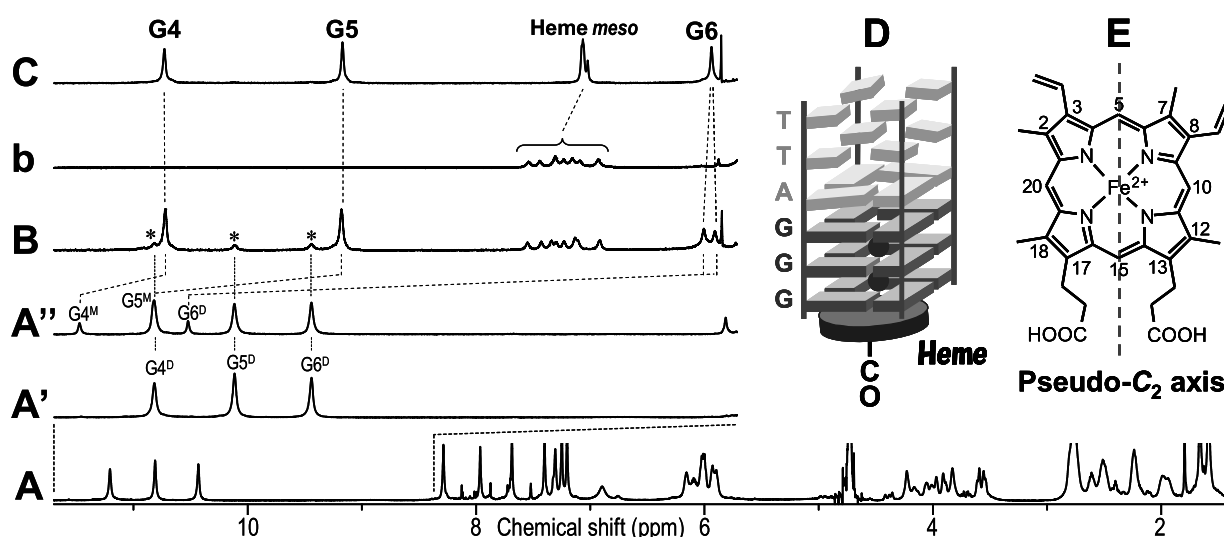 G4 G5 Heme meso G6
C
b
B * * *
G4ᴹ G5ᴹ G6ᴰ
A''
G4ᴰ G5ᴰ G6ᴰ
A'
A
10 8 6 4 2
Chemical shift (ppm)
D
T
T
A
G
G
G
Heme
C
O
E
3 5 7
2 8
N N
20 Fe²⁺ 10
N N
18 12
17 15 13
HOOC COOH
Pseudo-C₂ axis